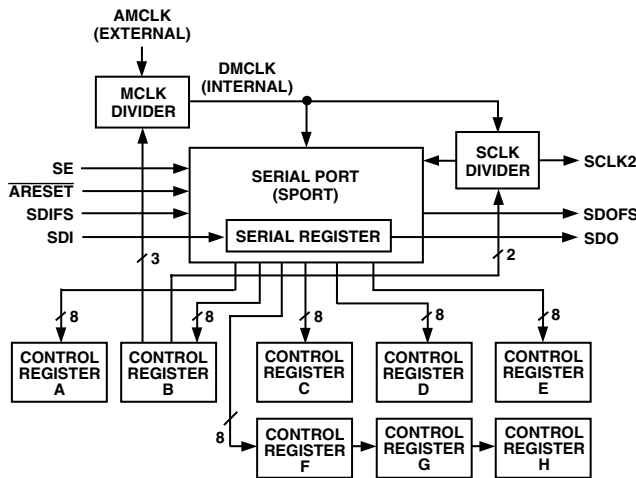 AMCLK
(EXTERNAL)
DMCLK
(INTERNAL)
MCLK
DIVIDER
SE
ARESET
SDIFS
SDI
SERIAL PORT
(SPORT)
SERIAL REGISTER
SCLK
DIVIDER
SCLK2
SDOFS
SDO
3
2
8
8
8
8
8
CONTROL
REGISTER
A
CONTROL
REGISTER
B
CONTROL
REGISTER
C
CONTROL
REGISTER
D
CONTROL
REGISTER
E
8
CONTROL
REGISTER
F
CONTROL
REGISTER
G
CONTROL
REGISTER
H